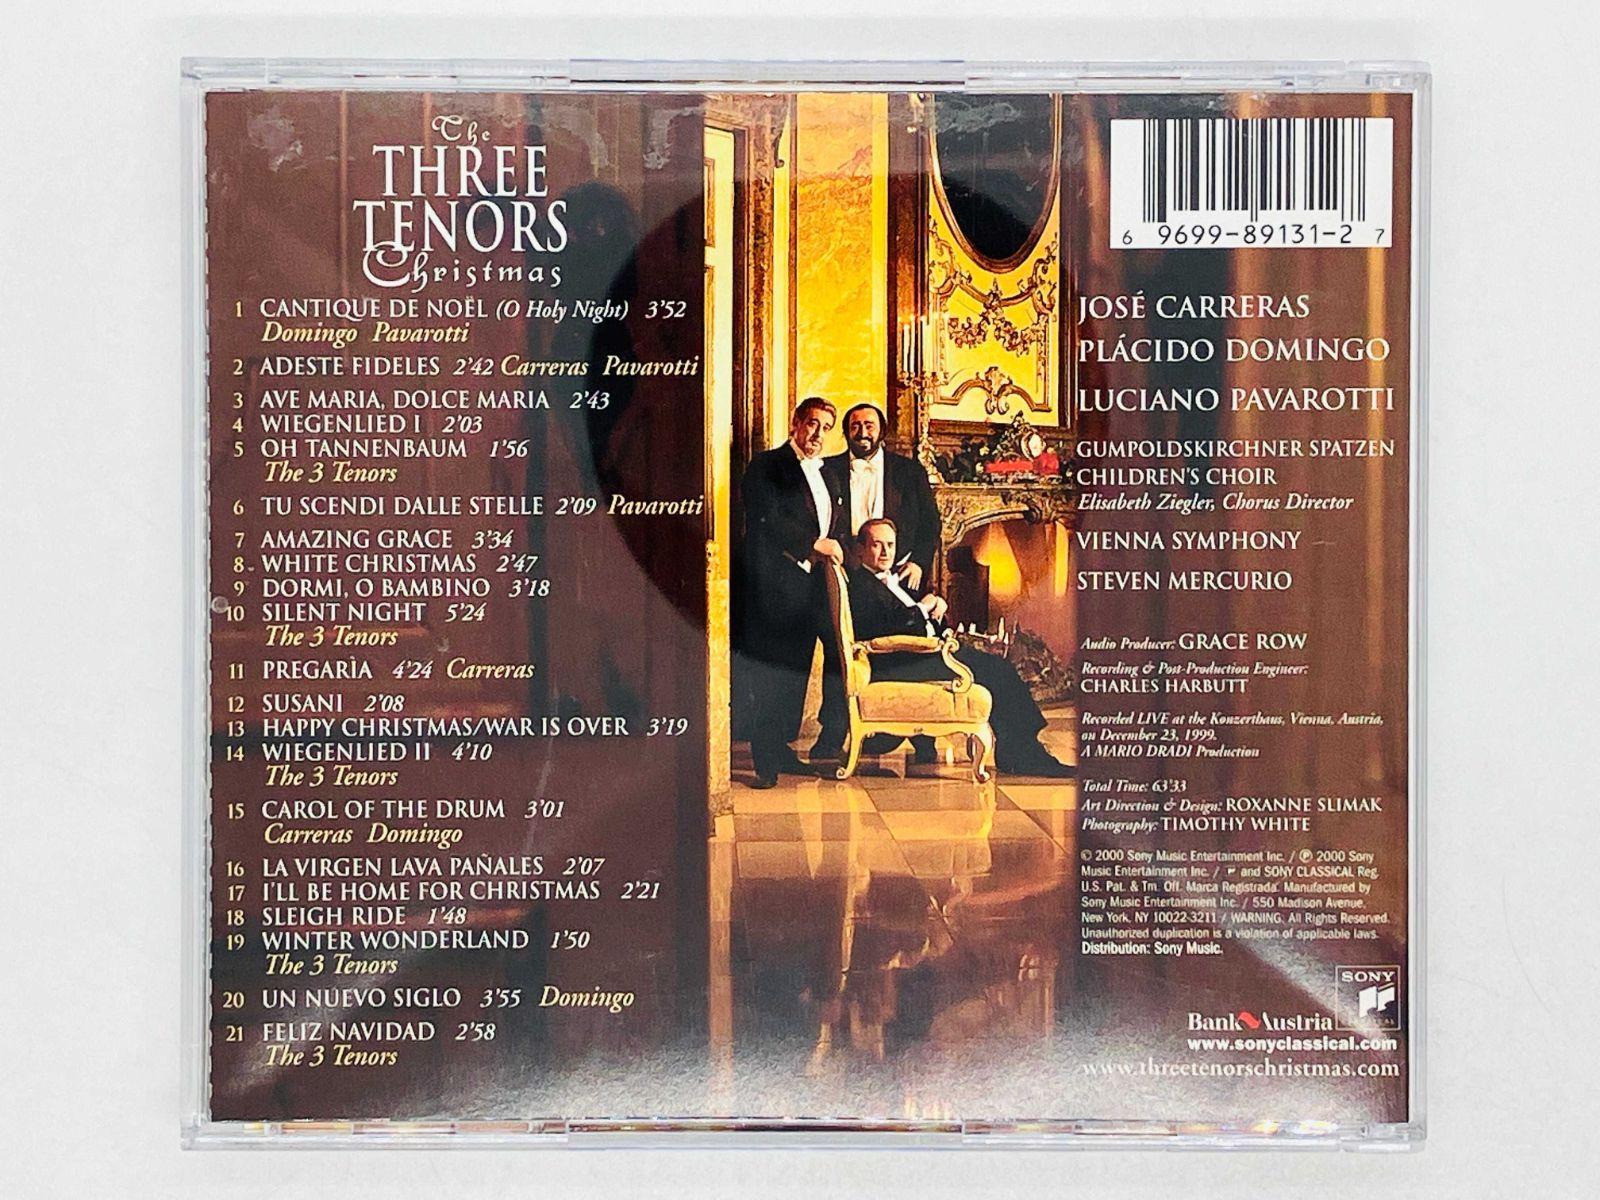 The
THREE
TENORS
Christmas
1 CANTIQUE DE NOËL (O Holy Night) 3'52
Domingo Pavarotti
2 ADESTE FIDELES 2'42 Carreras Pavarotti
3 AVE MARIA, DOLCE MARIA 2'43
4 WIEGENLIED I 2'03
5 OH TANNENBAUM 1'56
The 3 Tenors
6 TU SCENDI DALLE STELLE 2'09 Pavarotti
7 AMAZING GRACE 3'34
8 WHITE CHRISTMAS 2'47
9 DORMI, O BAMBINO 3'18
10 SILENT NIGHT 5'24
The 3 Tenors
11 PREGARÌA 4'24 Carreras
12 SUSANI 2'08
13 HAPPY CHRISTMAS/WAR IS OVER 3'19
14 WIEGENLIED II 4'10
The 3 Tenors
15 CAROL OF THE DRUM 3'01
Carreras Domingo
16 LA VIRGEN LAVA PAÑALES 2'07
17 I'LL BE HOME FOR CHRISTMAS 2'21
18 SLEIGH RIDE 1'48
19 WINTER WONDERLAND 1'50
The 3 Tenors
20 UN NUEVO SIGLO 3'55 Domingo
21 FELIZ NAVIDAD 2'58
The 3 Tenors
6 9699-89131-2 7
JOSÉ CARRERAS
PLÁCIDO DOMINGO
LUCIANO PAVAROTTI
GUMPOLDSKIRCHNER SPATZEN
CHILDREN'S CHOIR
Elisabeth Ziegler, Chorus Director
VIENNA SYMPHONY
STEVEN MERCURIO
Audio Producer: GRACE ROW
Recording & Post-Production Engineer:
CHARLES HARBUTT
Recorded LIVE at the Konzerthaus, Vienna, Austria,
on December 23, 1999.
A MARIO DRADI Production
Total Time: 63'33
Art Direction & Design: ROXANNE SLIMAK
Photography: TIMOTHY WHITE
© 2000 Sony Music Entertainment Inc. / ℗ 2000 Sony
Music Entertainment Inc. / and SONY CLASSICAL Reg.
U.S. Pat. & Tm. Off. Marca Registrada. Manufactured by
Sony Music Entertainment Inc. / 550 Madison Avenue,
New York, NY 10022-3211 / WARNING: All Rights Reserved.
Unauthorized duplication is a violation of applicable laws.
Distribution: Sony Music.
SONY
Bank Austria
www.sonyclassical.com
www.threetenorschristmas.com